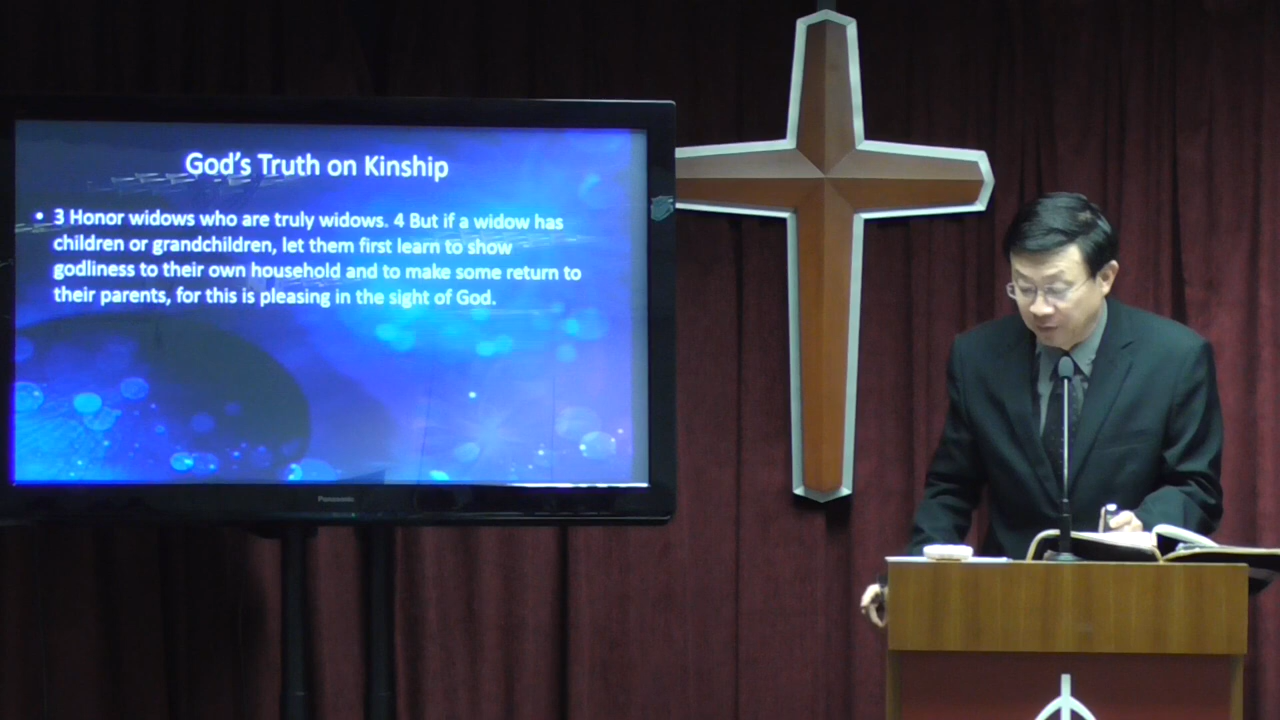 God's Truth on Kinship
• 3 Honor widows who are truly widows. 4 But if a widow has
children or grandchildren, let them first learn to show
godliness to their own household and to make some return to
their parents, for this is pleasing in the sight of God.
Panasonic